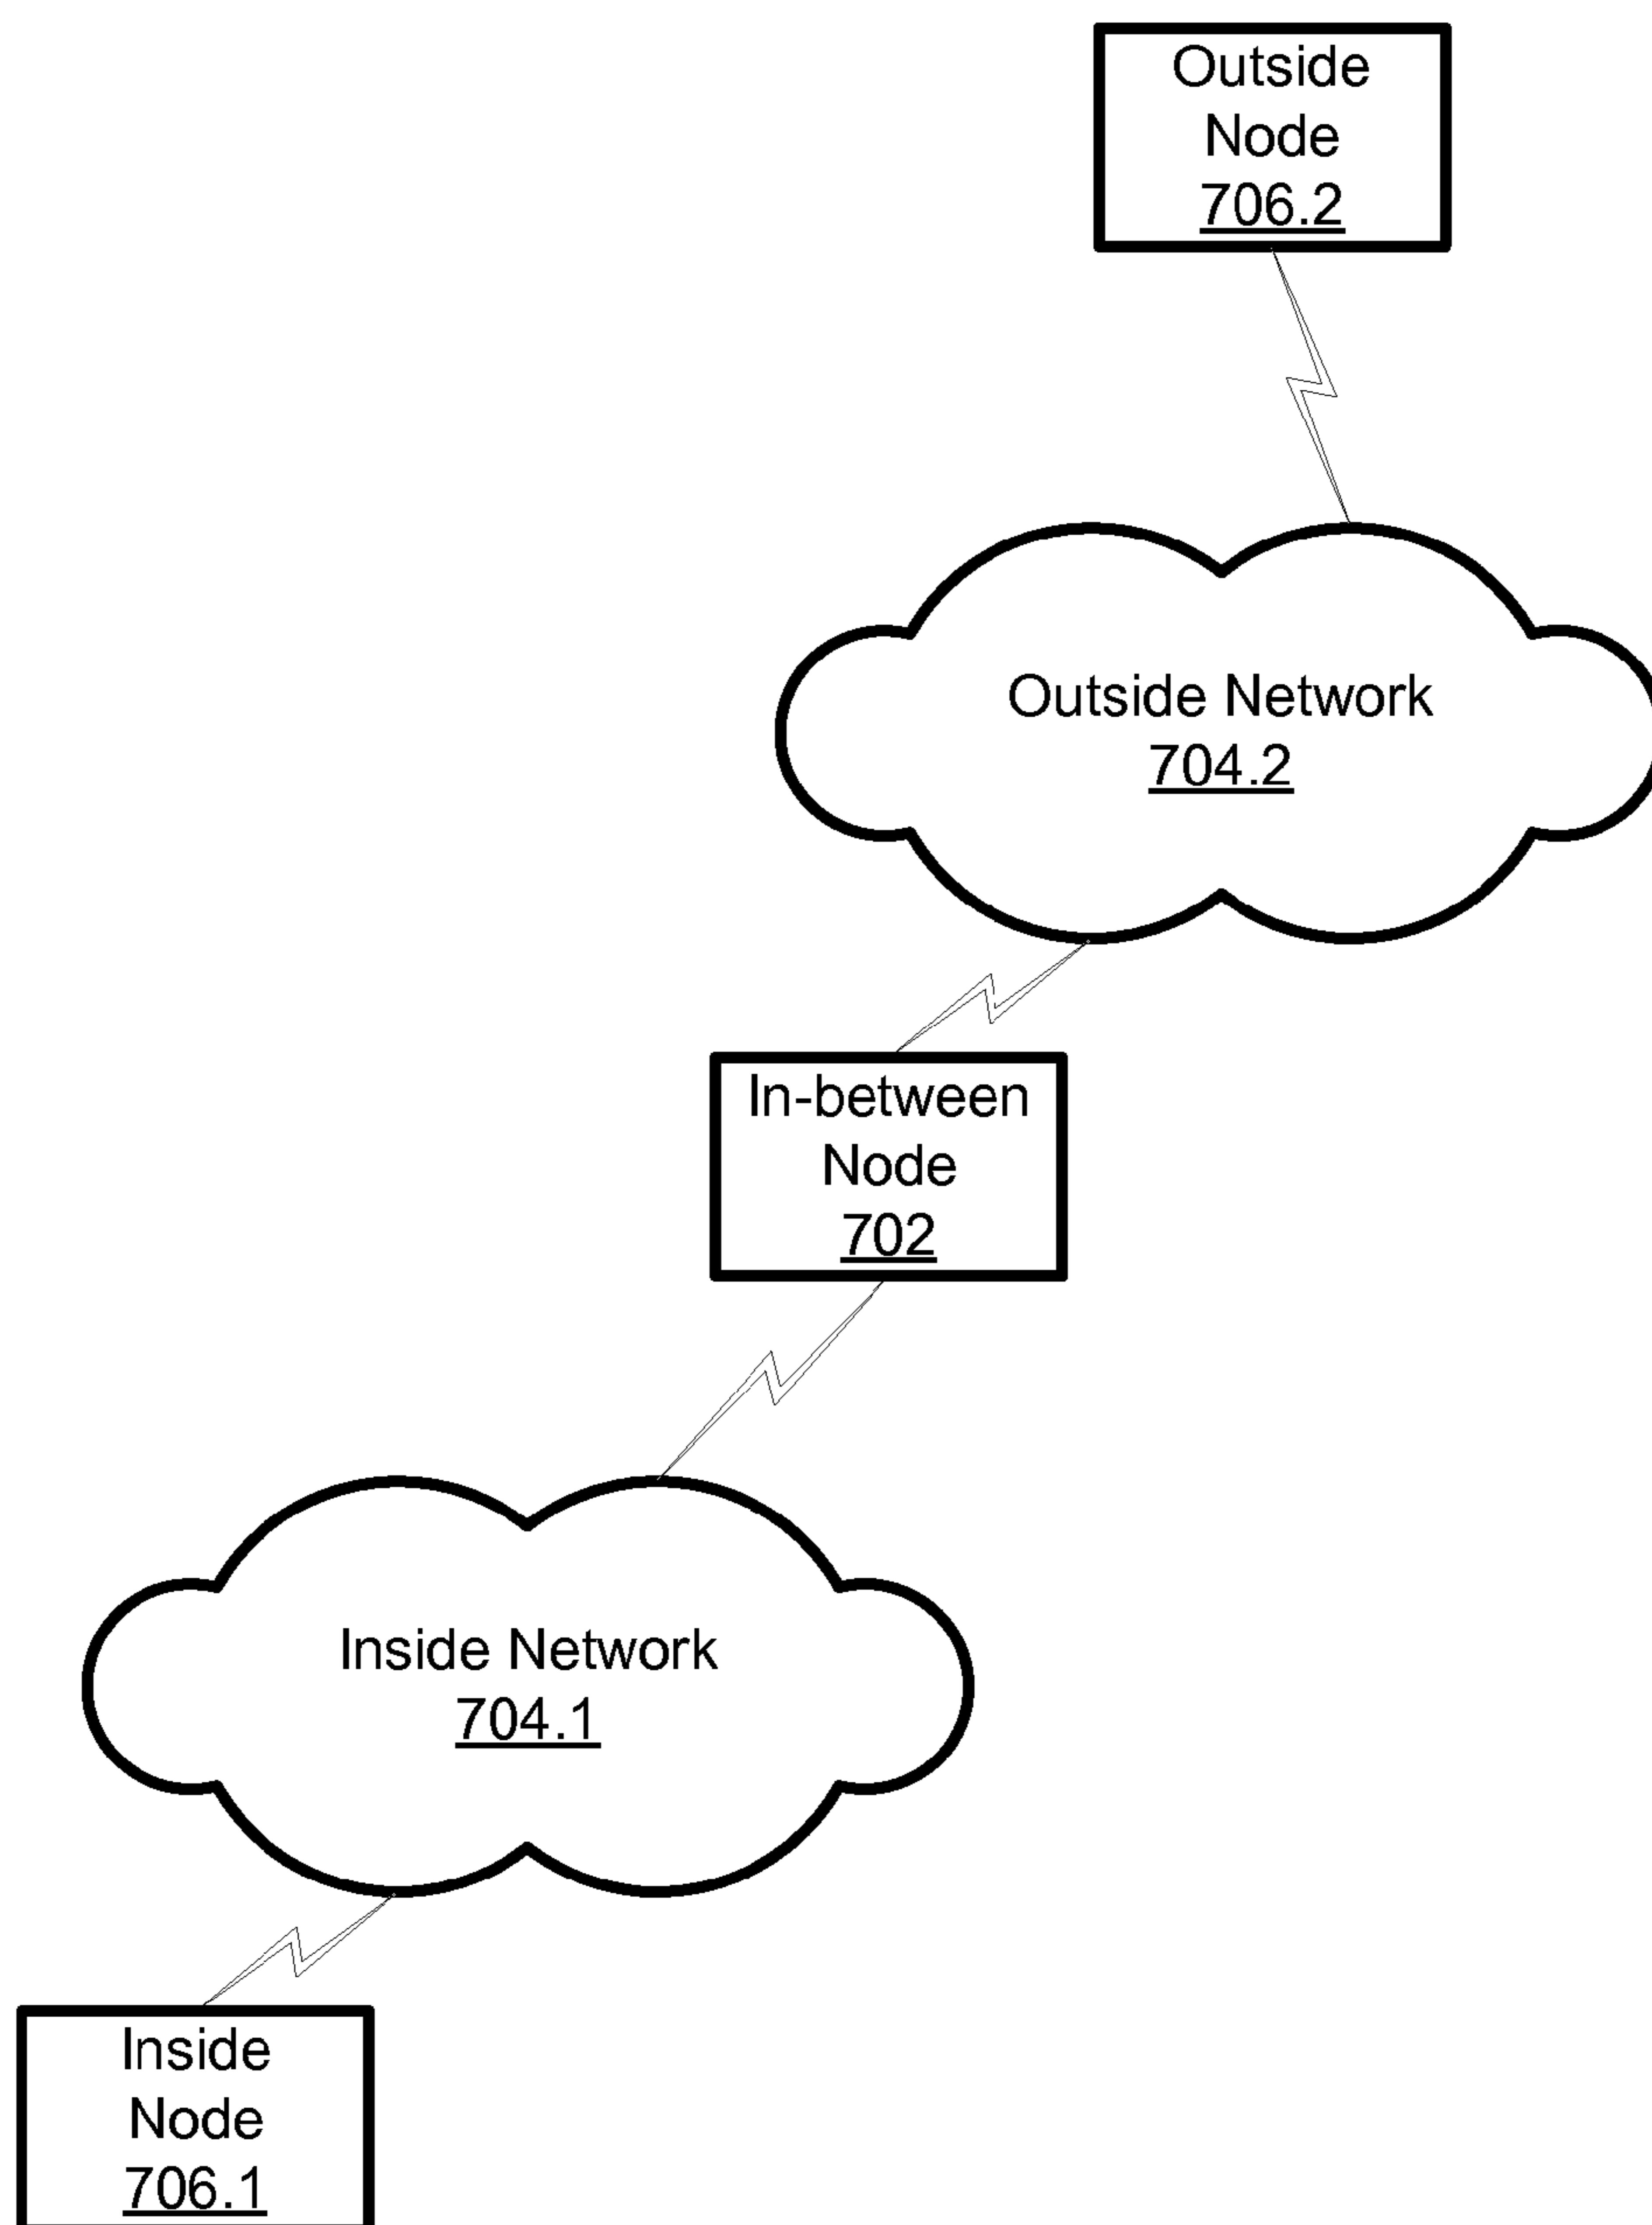 Outside
Node
706.2
Outside Network
704.2
In-between
Node
702
Inside Network
704.1
Inside
Node
706.1